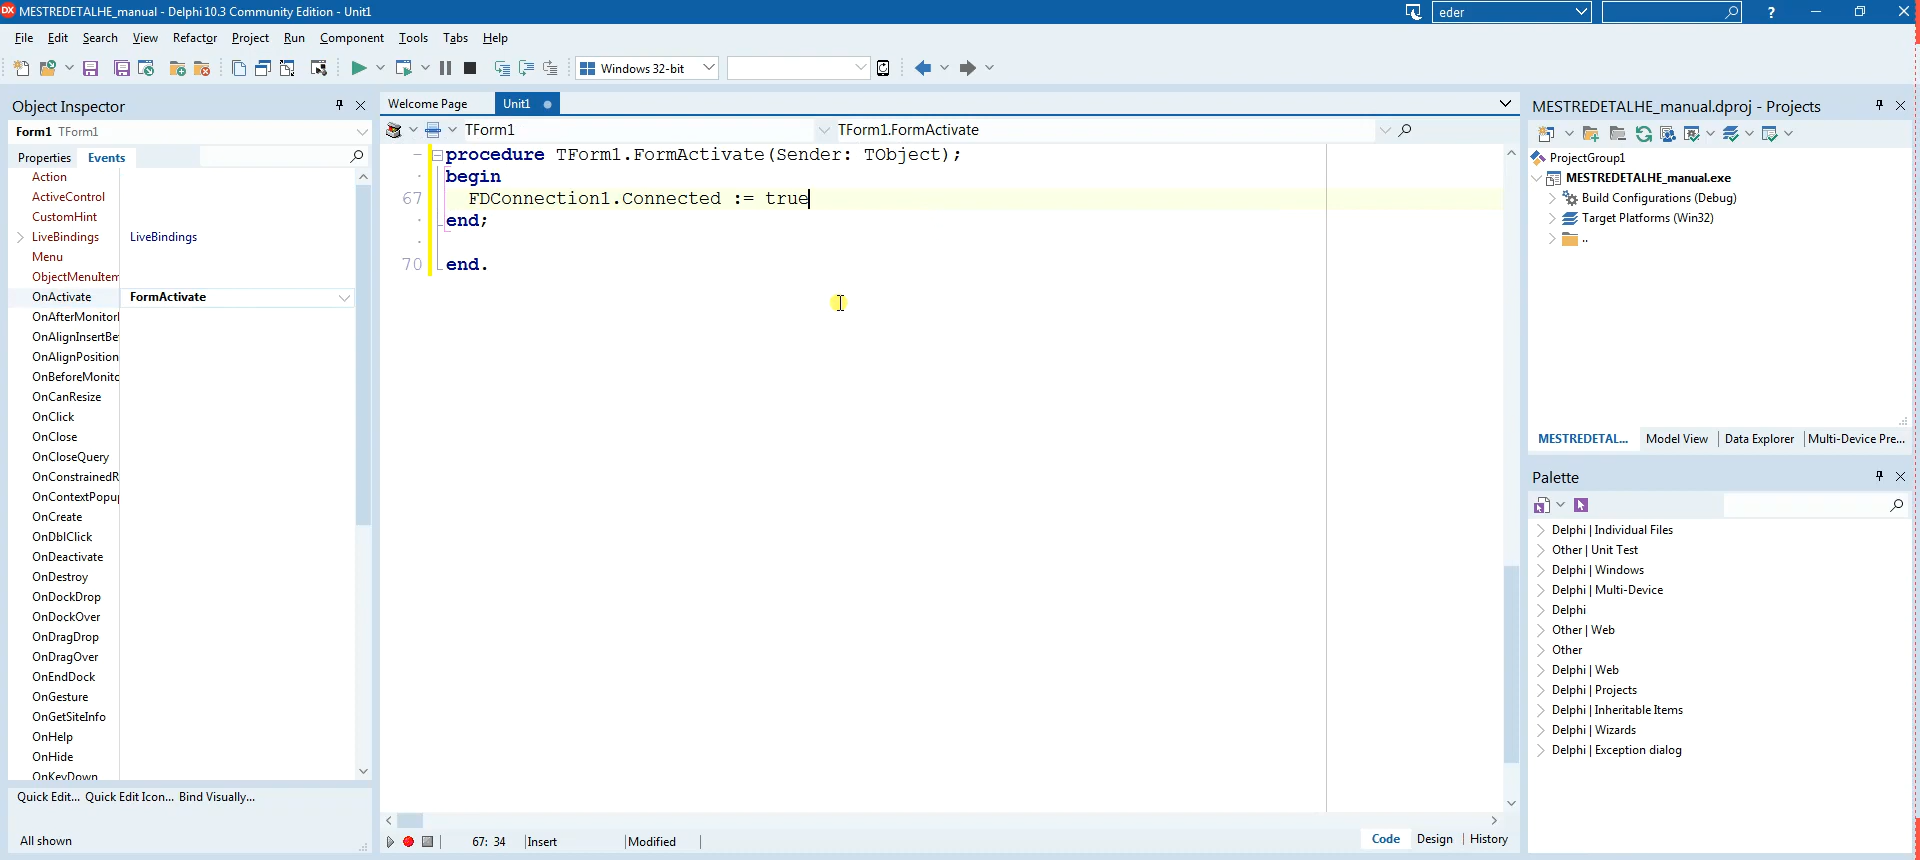 MESTREDETALHE_manual - Delphi 10.3 Community Edition - Unit1
eder
?
File Edit Search View Refactor Project Run Component Tools Tabs Help
Windows 32-bit
Object Inspector
Form1 TForm1
Properties Events
Action
ActiveControl
CustomHint
LiveBindings LiveBindings
Menu
ObjectMenuItem
OnActivate FormActivate
OnAfterMonitorl
OnAlignInsertBe
OnAlignPosition
OnBeforeMonito
OnCanResize
OnClick
OnClose
OnCloseQuery
OnConstrainedR
OnContextPopup
OnCreate
OnDblClick
OnDeactivate
OnDestroy
OnDockDrop
OnDockOver
OnDragDrop
OnDragOver
OnEndDock
OnGesture
OnGetSiteInfo
OnHelp
OnHide
OnKeyDown
Quick Edit... Quick Edit Icon... Bind Visually...
All shown
Welcome Page Unit1
TForm1 TForm1.FormActivate
procedure TForm1.FormActivate(Sender: TObject);
begin
67 FDConnection1.Connected := true
end;
70 end.
67: 34 Insert Modified
Code Design History
MESTREDETALHE_manual.dproj - Projects
ProjectGroup1
MESTREDETALHE_manual.exe
Build Configurations (Debug)
Target Platforms (Win32)
..
MESTREDETAL... Model View Data Explorer Multi-Device Pre...
Palette
Delphi | Individual Files
Other | Unit Test
Delphi | Windows
Delphi | Multi-Device
Delphi
Other | Web
Other
Delphi | Web
Delphi | Projects
Delphi | Inheritable Items
Delphi | Wizards
Delphi | Exception dialog